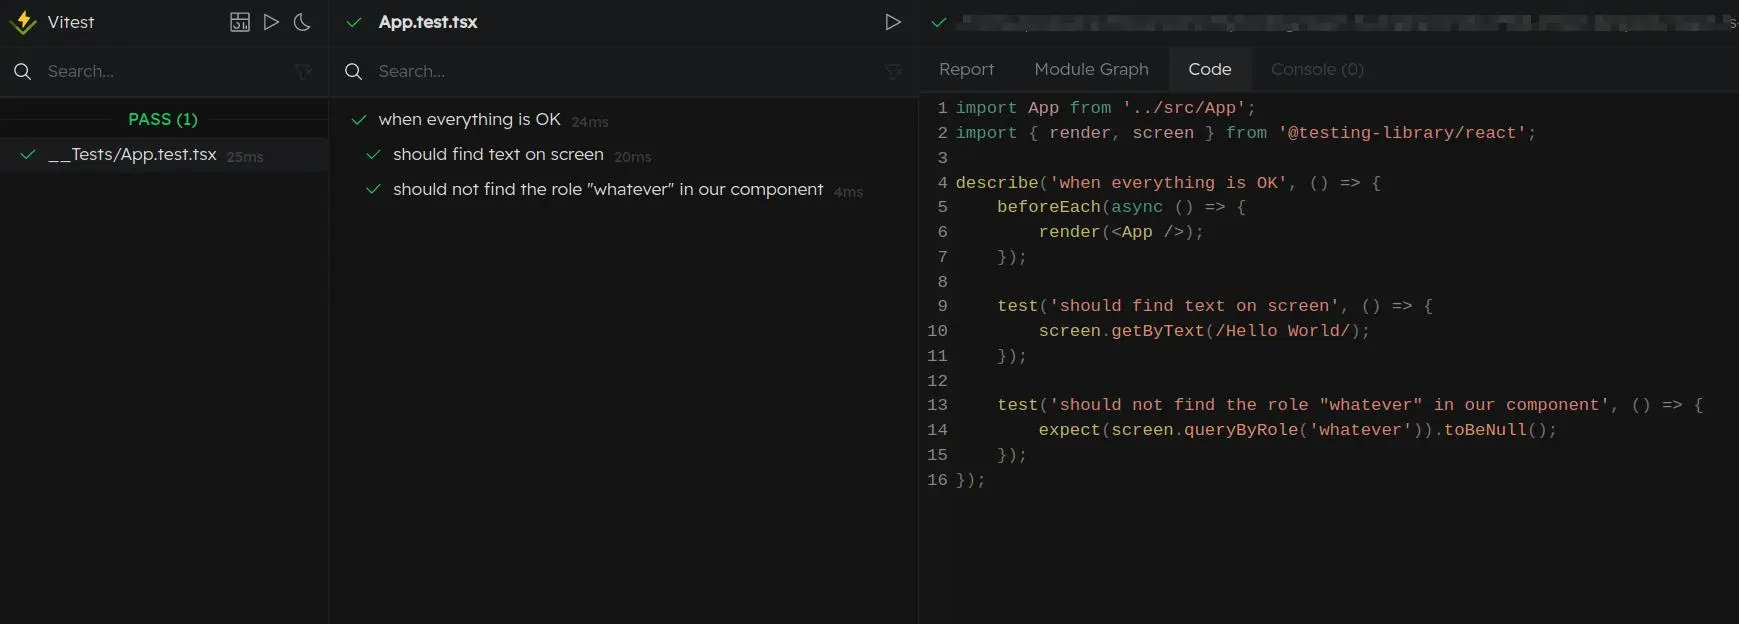 Vitest
Search...
PASS (1)
__Tests/App.test.tsx 25ms
App.test.tsx
Search...
when everything is OK 24ms
should find text on screen 20ms
should not find the role "whatever" in our component 4ms
Report Module Graph Code Console (0)
1 import App from '../src/App';
2 import { render, screen } from '@testing-library/react';
3
4 describe('when everything is OK', () => {
5     beforeEach(async () => {
6         render(<App />);
7     });
8
9     test('should find text on screen', () => {
10         screen.getByText(/Hello World/);
11     });
12
13     test('should not find the role "whatever" in our component', () => {
14         expect(screen.queryByRole('whatever')).toBeNull();
15     });
16 });